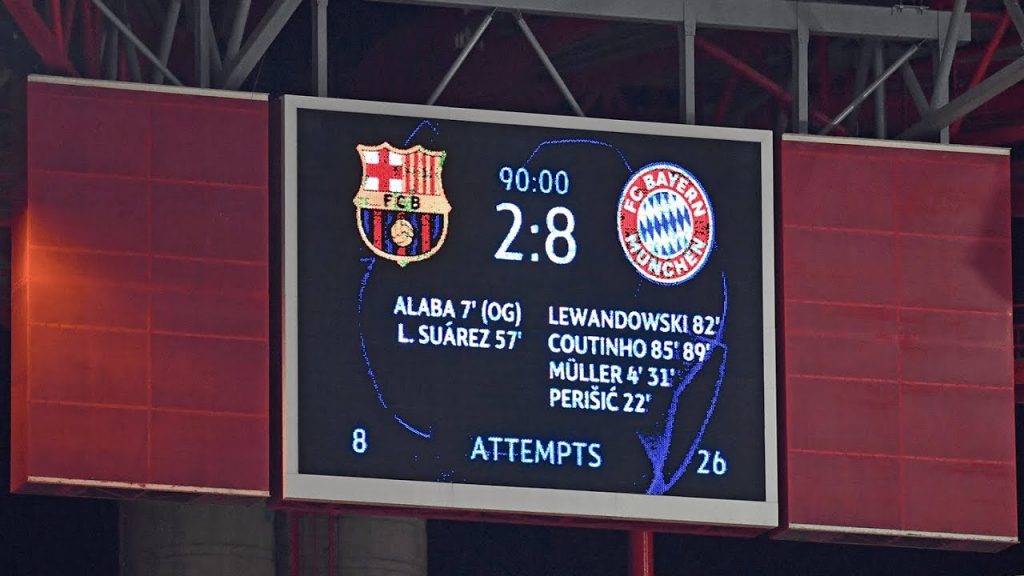 FCB
90:00
2:8
FC BAYERN
MÜNCHEN
ALABA 7' (OG)
L. SUÁREZ 57'
LEWANDOWSKI 82'
COUTINHO 85' 89'
MÜLLER 4' 31'
PERIŠIĆ 22'
8 ATTEMPTS 26